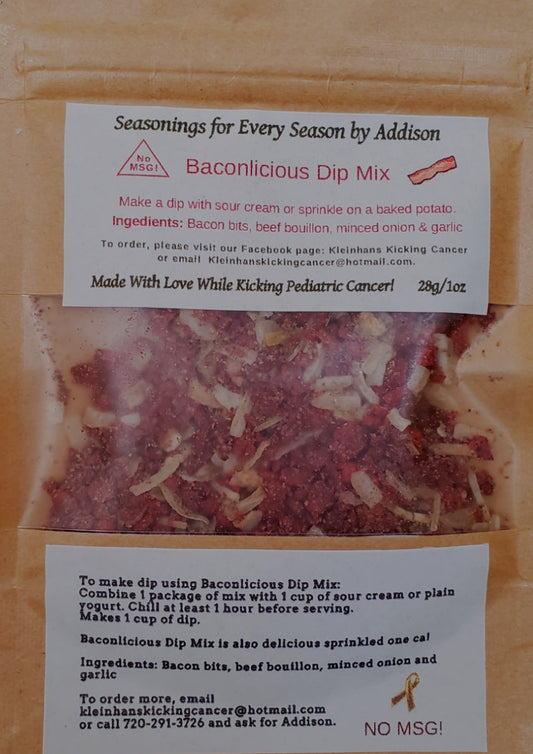 Seasonings for Every Season by Addison
No
MSG!
Baconlicious Dip Mix
Make a dip with sour cream or sprinkle on a baked potato.
Ingedients: Bacon bits, beef bouillon, minced onion & garlic
To order, please visit our Facebook page: Kleinhans Kicking Cancer
or email Kleinhanskickingcancer@hotmail.com.
Made With Love While Kicking Pediatric Cancer! 28g/1oz
To make dip using Baconlicious Dip Mix:
Combine 1 package of mix with 1 cup of sour cream or plain
yogurt. Chill at least 1 hour before serving.
Makes 1 cup of dip.
Baconlicious Dip Mix is also delicious sprinkled one ca
Ingredients: Bacon bits, beef bouillon, minced onion and
garlic
To order more, email
kleinhanskickingcancer@hotmail.com
or call 720-291-3726 and ask for Addison.
NO MSG!